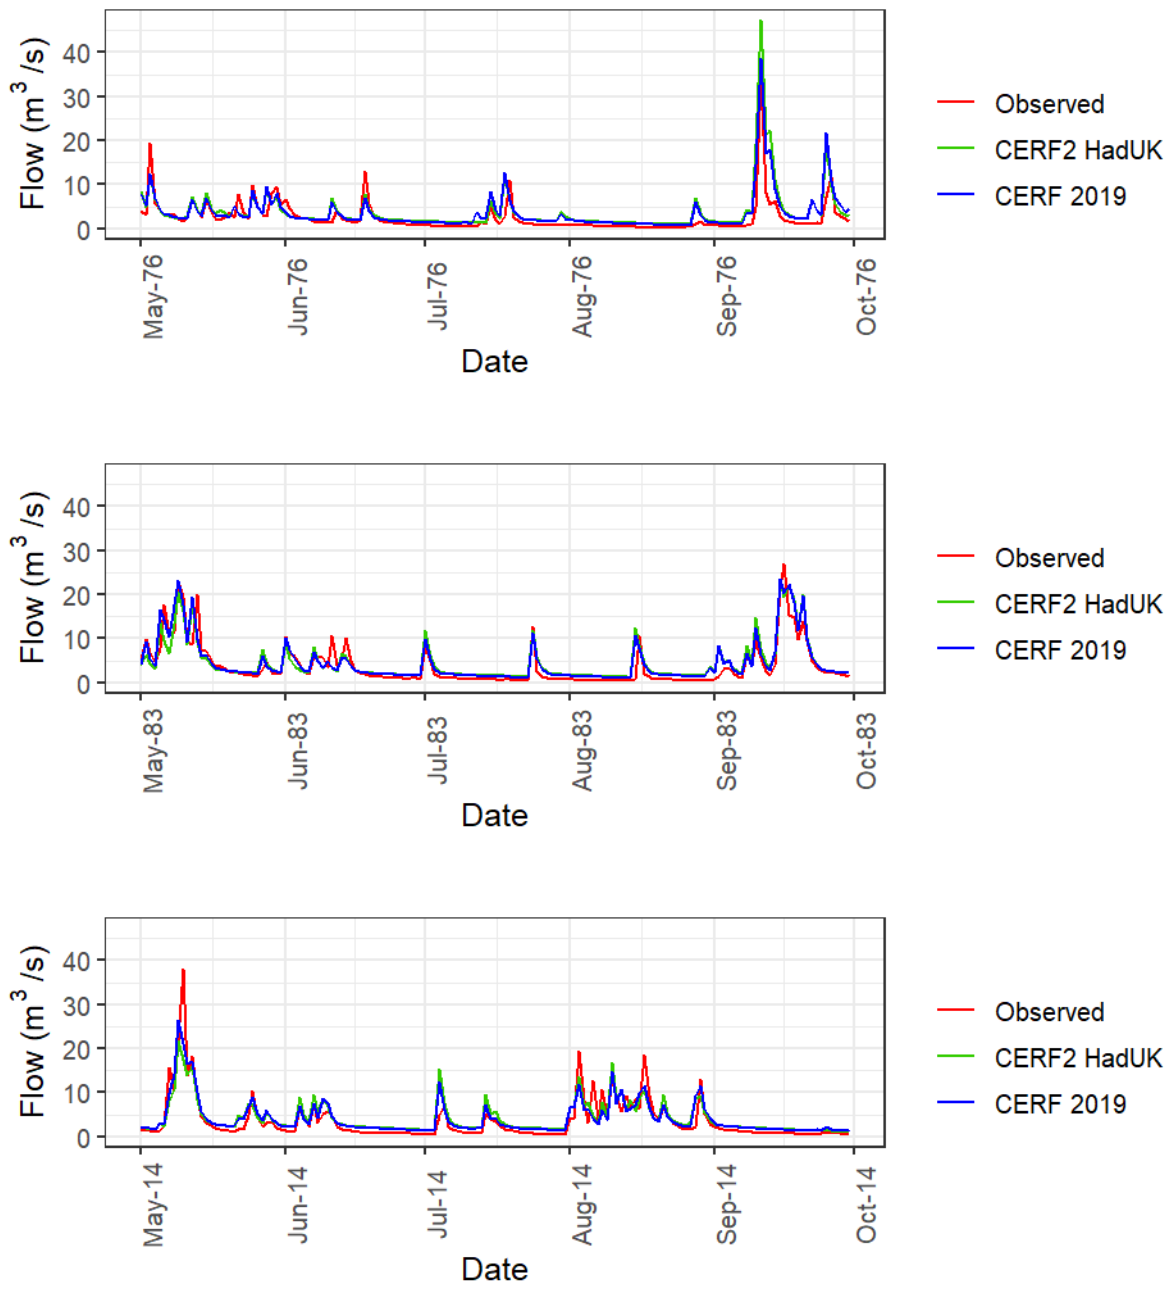 Flow (m³ /s)
40
30
20
10
0
May-76
Jun-76
Jul-76
Aug-76
Sep-76
Oct-76
Date
Observed
CERF2 HadUK
CERF 2019
Flow (m³ /s)
40
30
20
10
0
May-83
Jun-83
Jul-83
Aug-83
Sep-83
Oct-83
Date
Observed
CERF2 HadUK
CERF 2019
Flow (m³ /s)
40
30
20
10
0
May-14
Jun-14
Jul-14
Aug-14
Sep-14
Oct-14
Date
Observed
CERF2 HadUK
CERF 2019